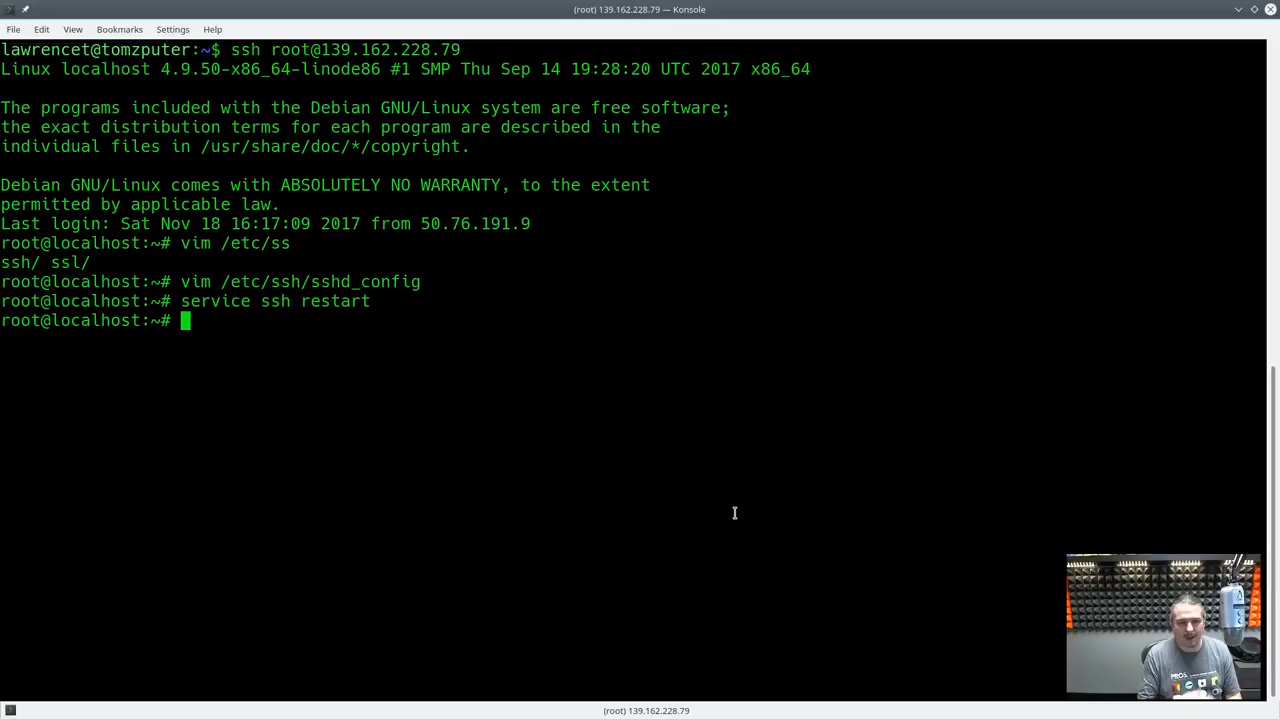 (root) 139.162.228.79 — Konsole
File Edit View Bookmarks Settings Help
lawrencet@tomzputer:~$ ssh root@139.162.228.79
Linux localhost 4.9.50-x86_64-linode86 #1 SMP Thu Sep 14 19:28:20 UTC 2017 x86_64
The programs included with the Debian GNU/Linux system are free software;
the exact distribution terms for each program are described in the
individual files in /usr/share/doc/*/copyright.
Debian GNU/Linux comes with ABSOLUTELY NO WARRANTY, to the extent
permitted by applicable law.
Last login: Sat Nov 18 16:17:09 2017 from 50.76.191.9
root@localhost:~# vim /etc/ss
ssh/ ssl/
root@localhost:~# vim /etc/ssh/sshd_config
root@localhost:~# service ssh restart
root@localhost:~#
(root) 139.162.228.79